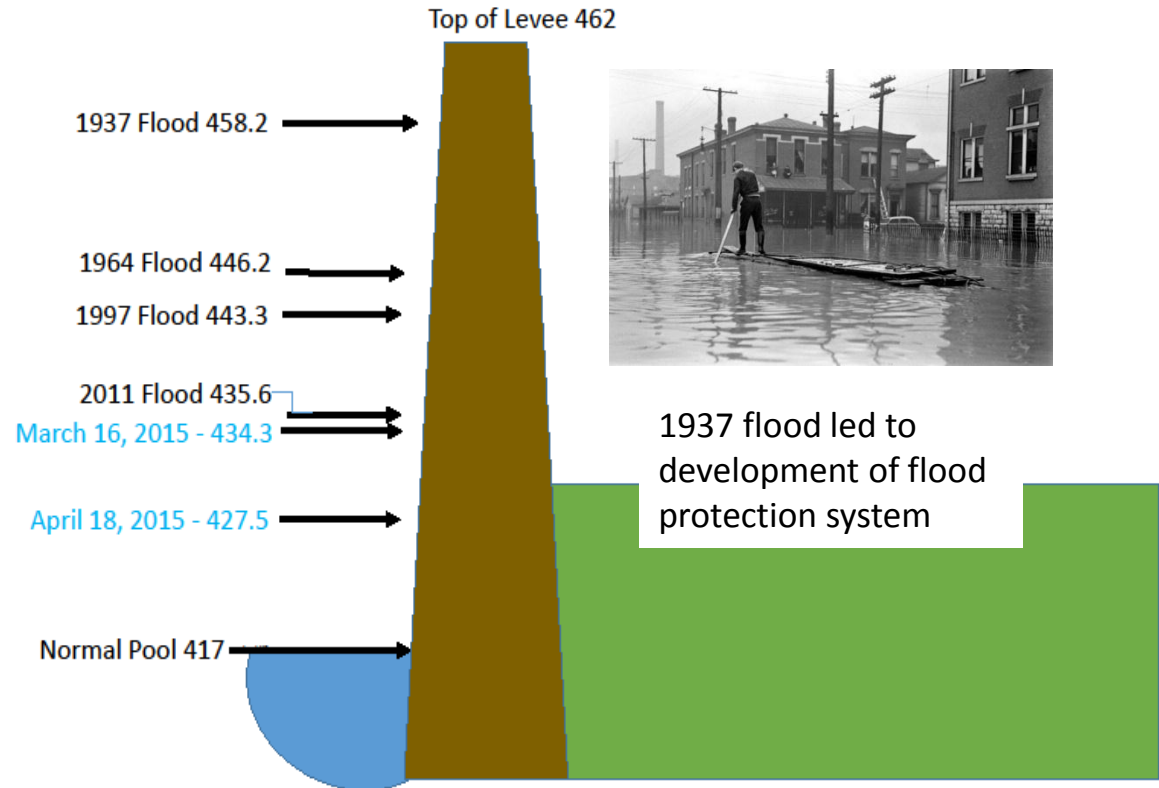 Top of Levee 462
1937 Flood 458.2
1964 Flood 446.2
1997 Flood 443.3
2011 Flood 435.6
March 16, 2015 - 434.3
April 18, 2015 - 427.5
Normal Pool 417
1937 flood led to
development of flood
protection system